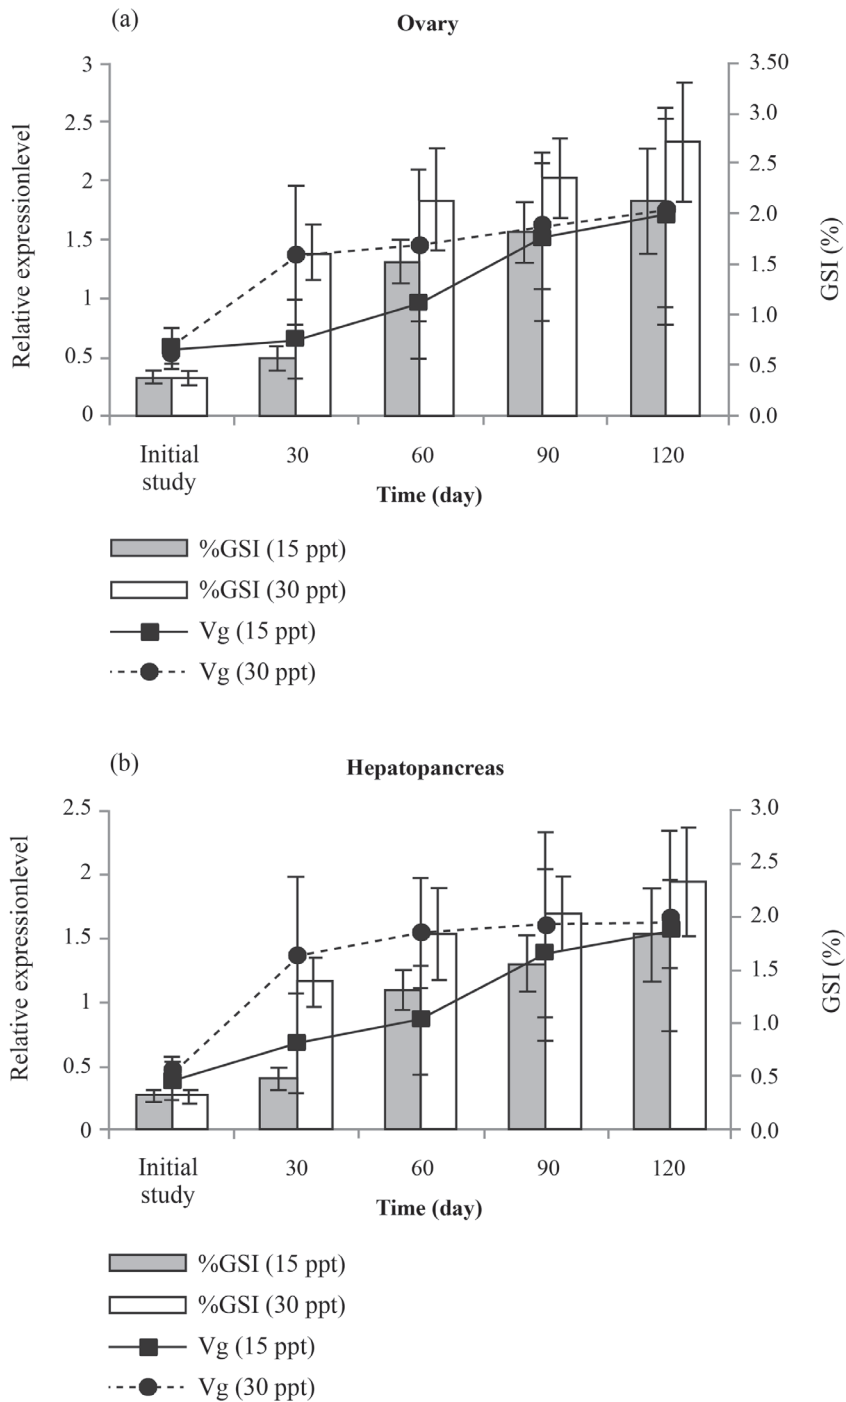 (a)
Ovary
Relative expressionlevel
3
2.5
2
1.5
1
0.5
0
3.50
3.0
2.5
2.0
1.5
1.0
0.5
0.0
GSI (%)
Initial study
30
60
90
120
Time (day)
%GSI (15 ppt)
%GSI (30 ppt)
Vg (15 ppt)
Vg (30 ppt)
(b)
Hepatopancreas
Relative expressionlevel
2.5
2
1.5
1
0.5
0
3.0
2.5
2.0
1.5
1.0
0.5
0.0
GSI (%)
Initial study
30
60
90
120
Time (day)
%GSI (15 ppt)
%GSI (30 ppt)
Vg (15 ppt)
Vg (30 ppt)